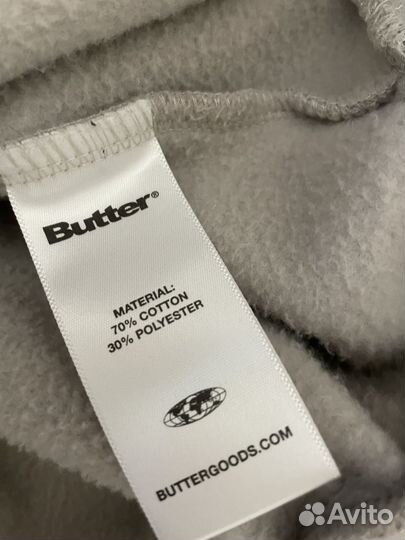 Butter®
MATERIAL:
70% COTTON
30% POLYESTER
BUTTERGOODS.COM
Avito